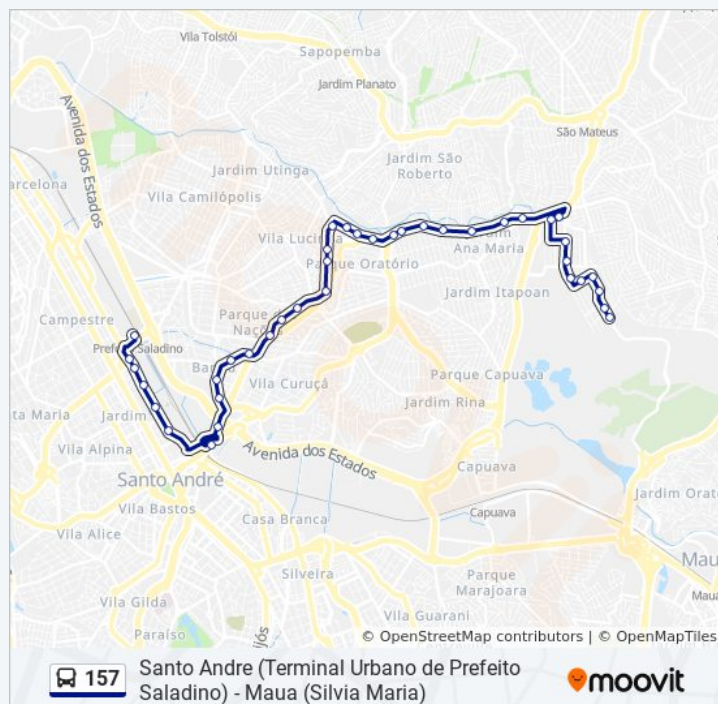 Vila Tolstói
Sapopemba
Jardim Planato
Avenida dos Estados
São Mateus
Jardim São
Roberto
Jardim Utinga
Barcelona
Vila Camilópolis
Vila Lucinda
Ana Maria
Parque Oratório
Jardim Itapoan
Parque
Nações
Campestre
Prefeito Saladino
Vila Curuçá
Parque Capuava
Jardim Rina
Santa Maria
Jardim
Vila Alpina
Avenida dos Estados
Santo André
Capuava
Vila Bastos
Casa Branca
Capuava
Vila Alice
Silveira
Parque
Marajoara
Vila Gilda
Vila Guarani
Paraíso
© OpenStreetMap contributors | © OpenMapTiles
157
Santo Andre (Terminal Urbano de Prefeito
Saladino) - Maua (Silvia Maria)
moovit